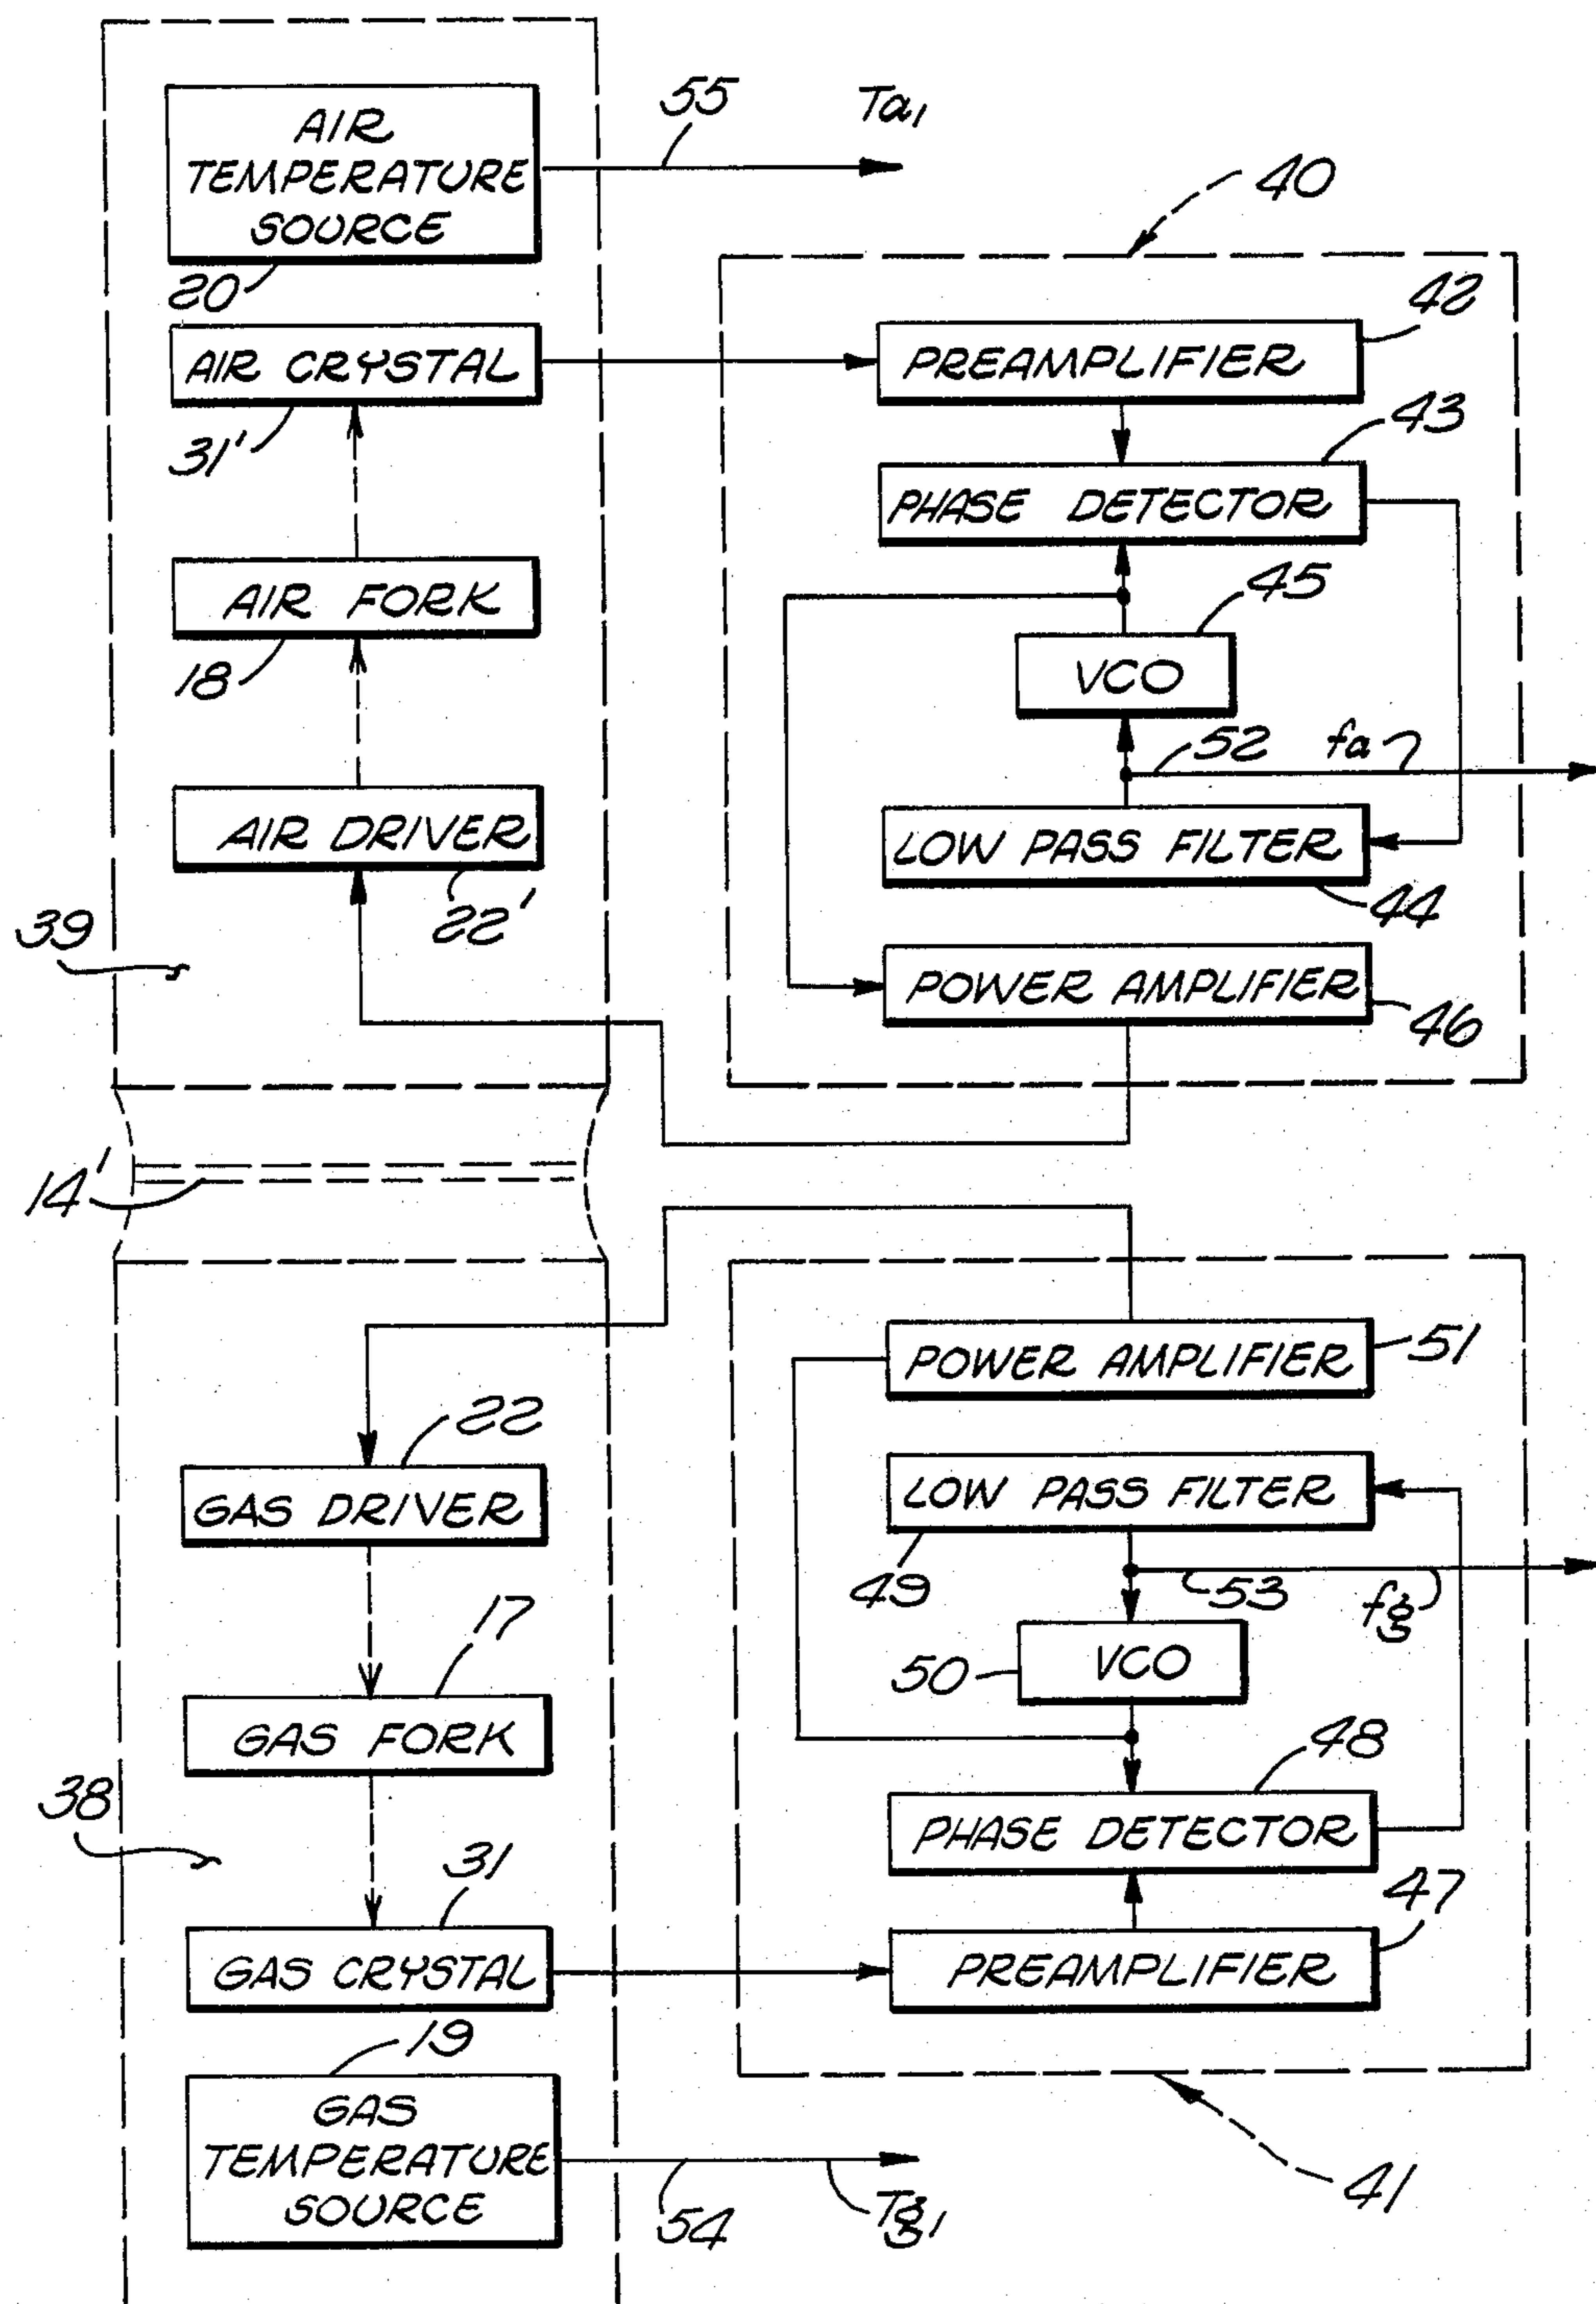 55
Ta1
AIR
TEMPERATURE
SOURCE
20
40
42
AIR CRYSTAL
PREAMPLIFIER
31'
43
PHASE DETECTOR
AIR FORK
45
18
VCO
52
fa
AIR DRIVER
LOW PASS FILTER
22'
44
39
POWER AMPLIFIER
46
14'
POWER AMPLIFIER
51
22
GAS DRIVER
LOW PASS FILTER
49
53
fg
17
VCO
50
GAS FORK
48
38
PHASE DETECTOR
31
47
GAS CRYSTAL
PREAMPLIFIER
19
GAS
TEMPERATURE
SOURCE
54
Tg1
41